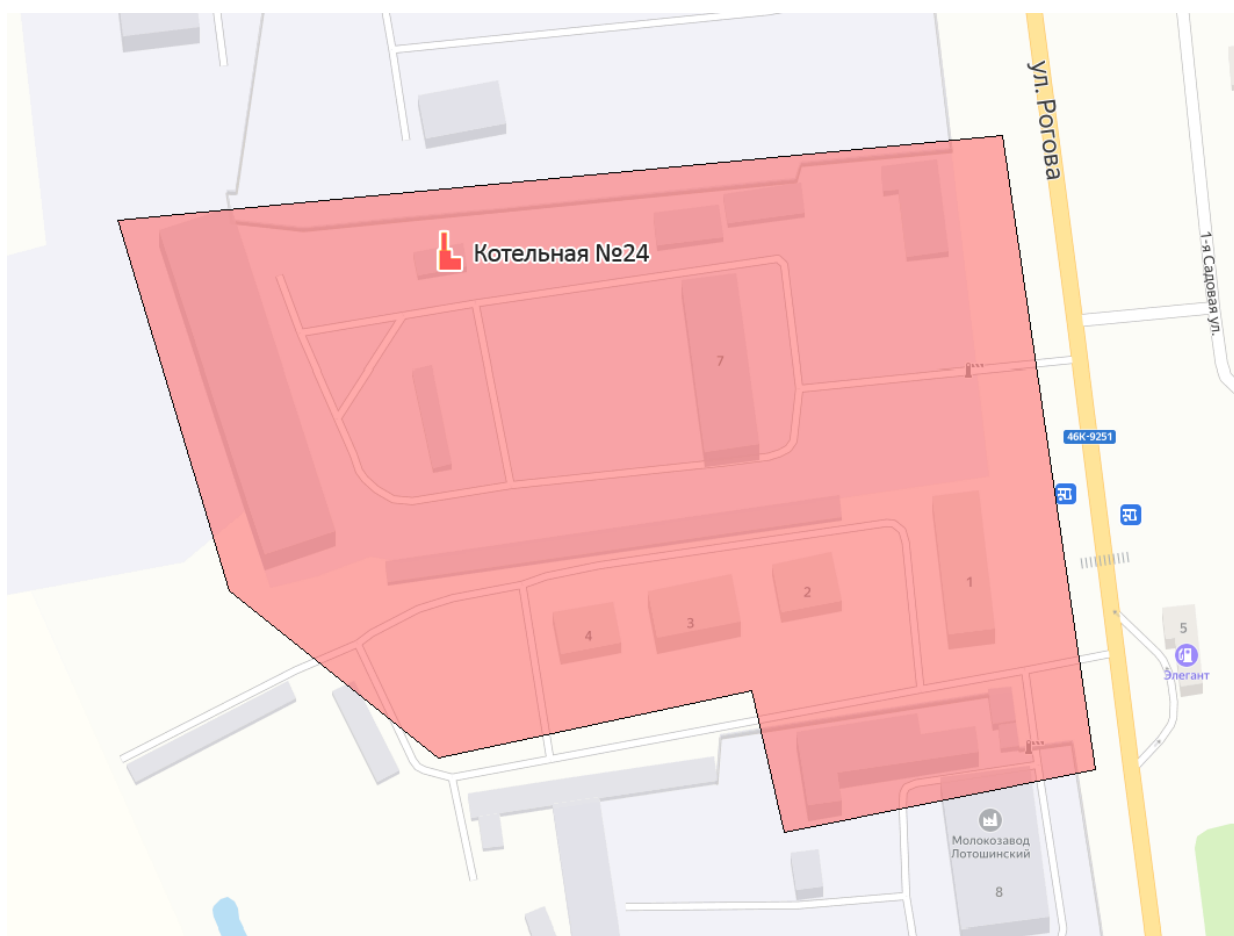 ул. Рогова
1-я Садовая ул.
Котельная №24
7
46К-9251
1
2
3
4
5
Элегант
Молокозавод
Лотошинский
8